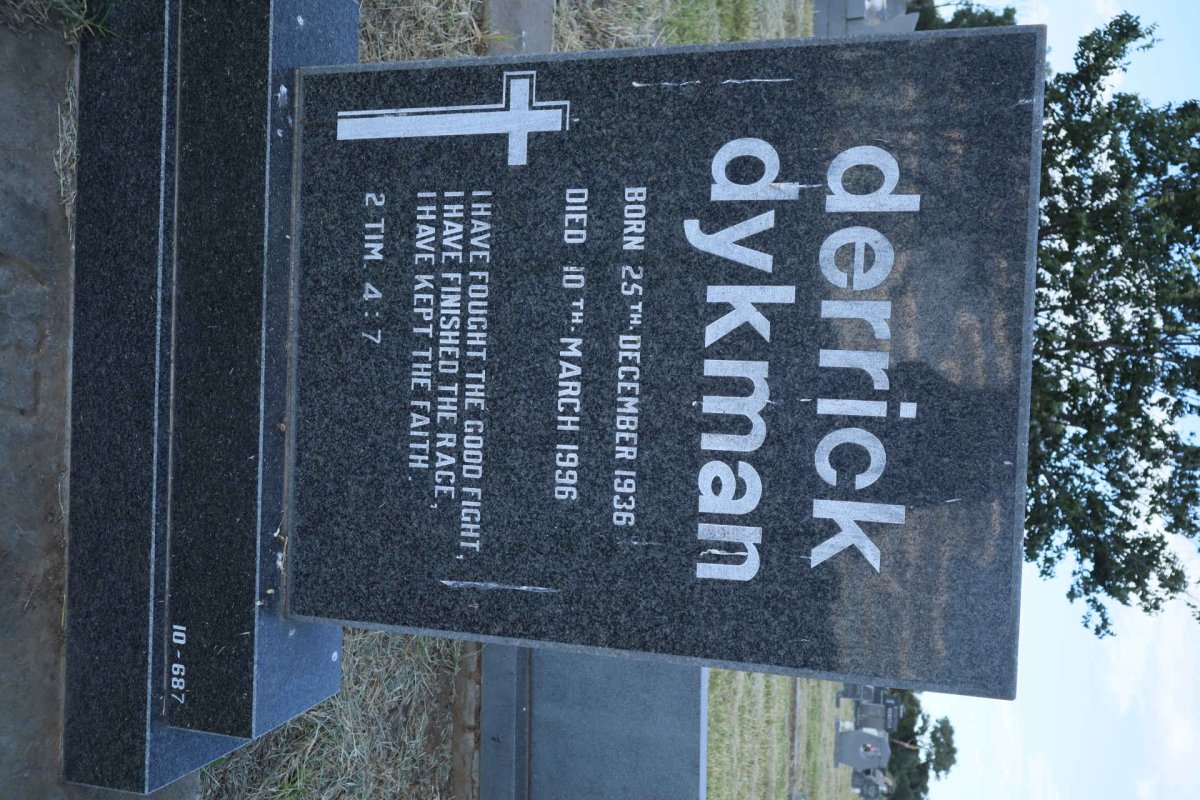 derrick
dykman
BORN 25TH. DECEMBER 1936
DIED 10TH. MARCH 1996
I HAVE FOUGHT THE GOOD FIGHT,
I HAVE FINISHED THE RACE,
I HAVE KEPT THE FAITH
2 TIM. 4:7
10-687